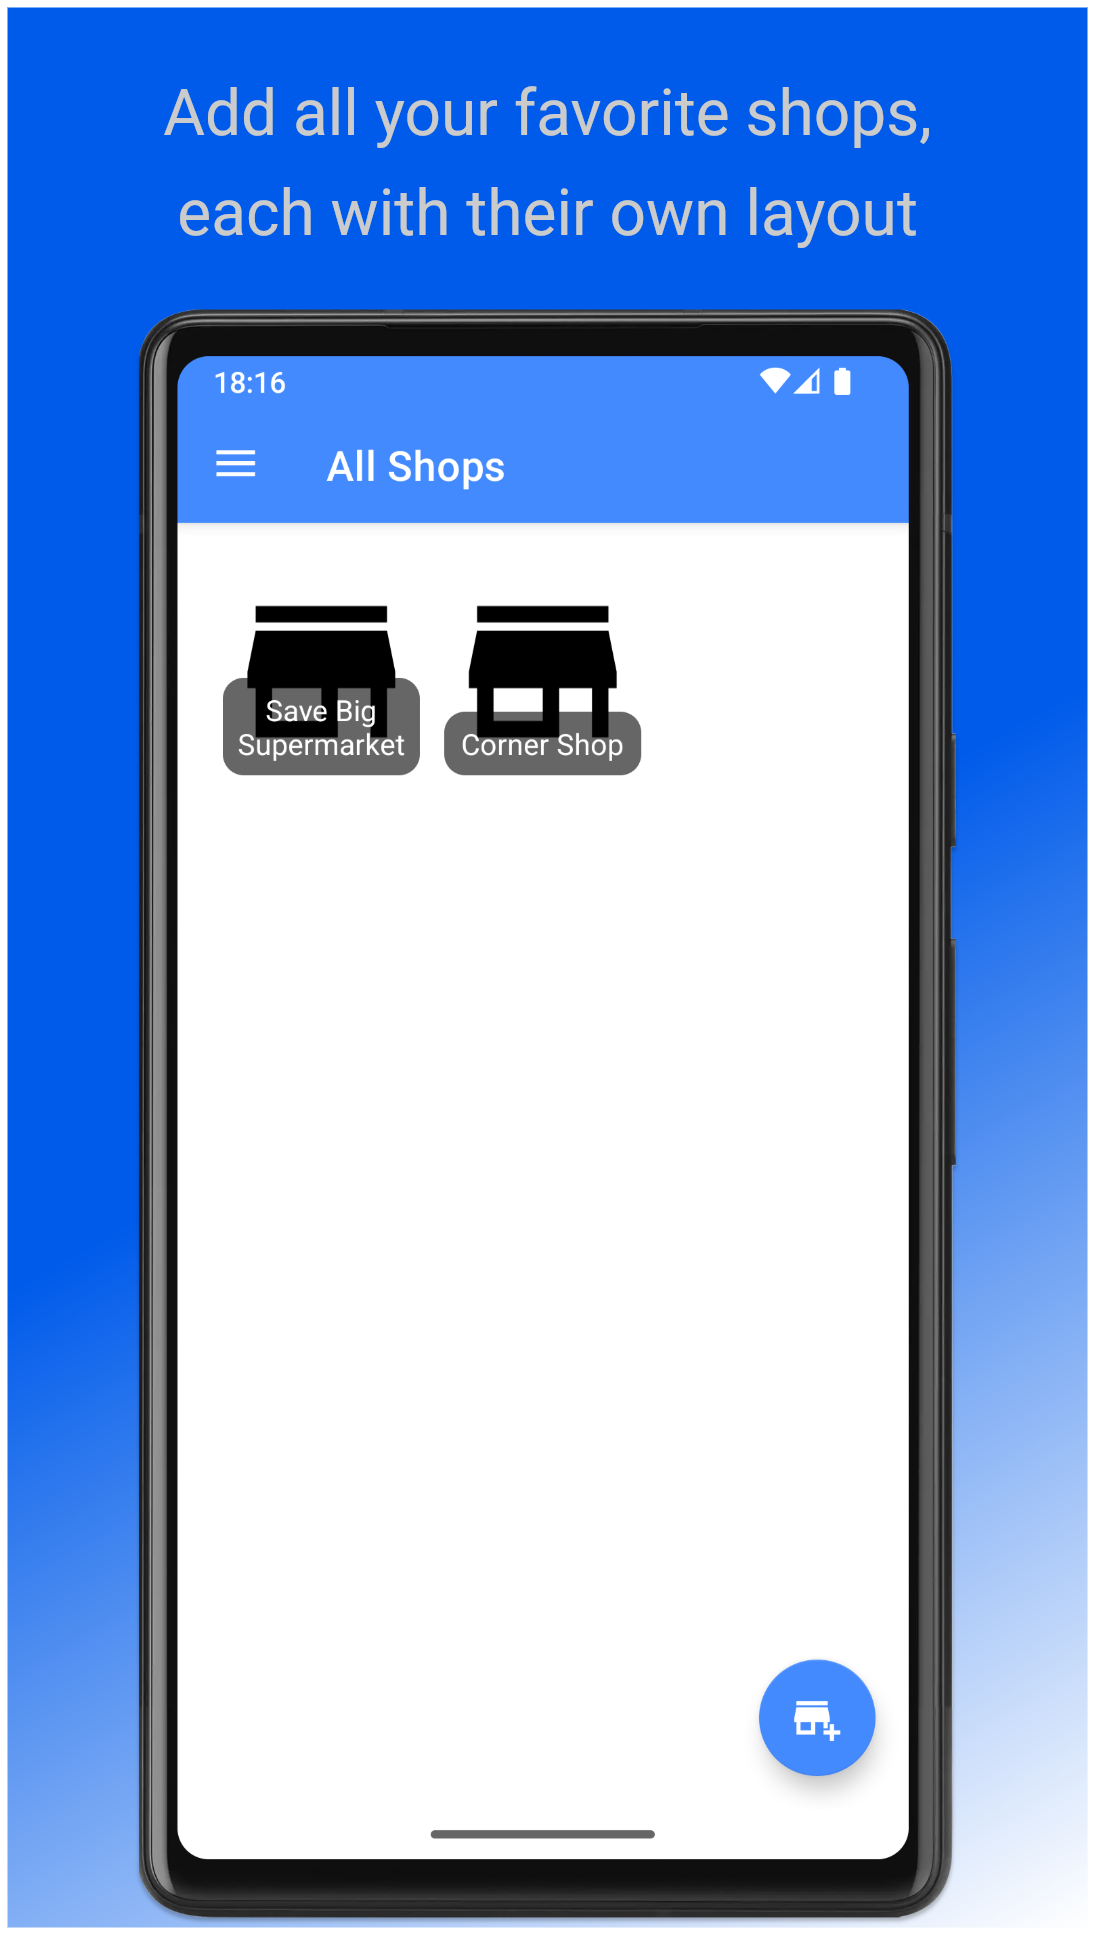 Add all your favorite shops,
each with their own layout
18:16
All Shops
Save Big
Supermarket
Corner Shop